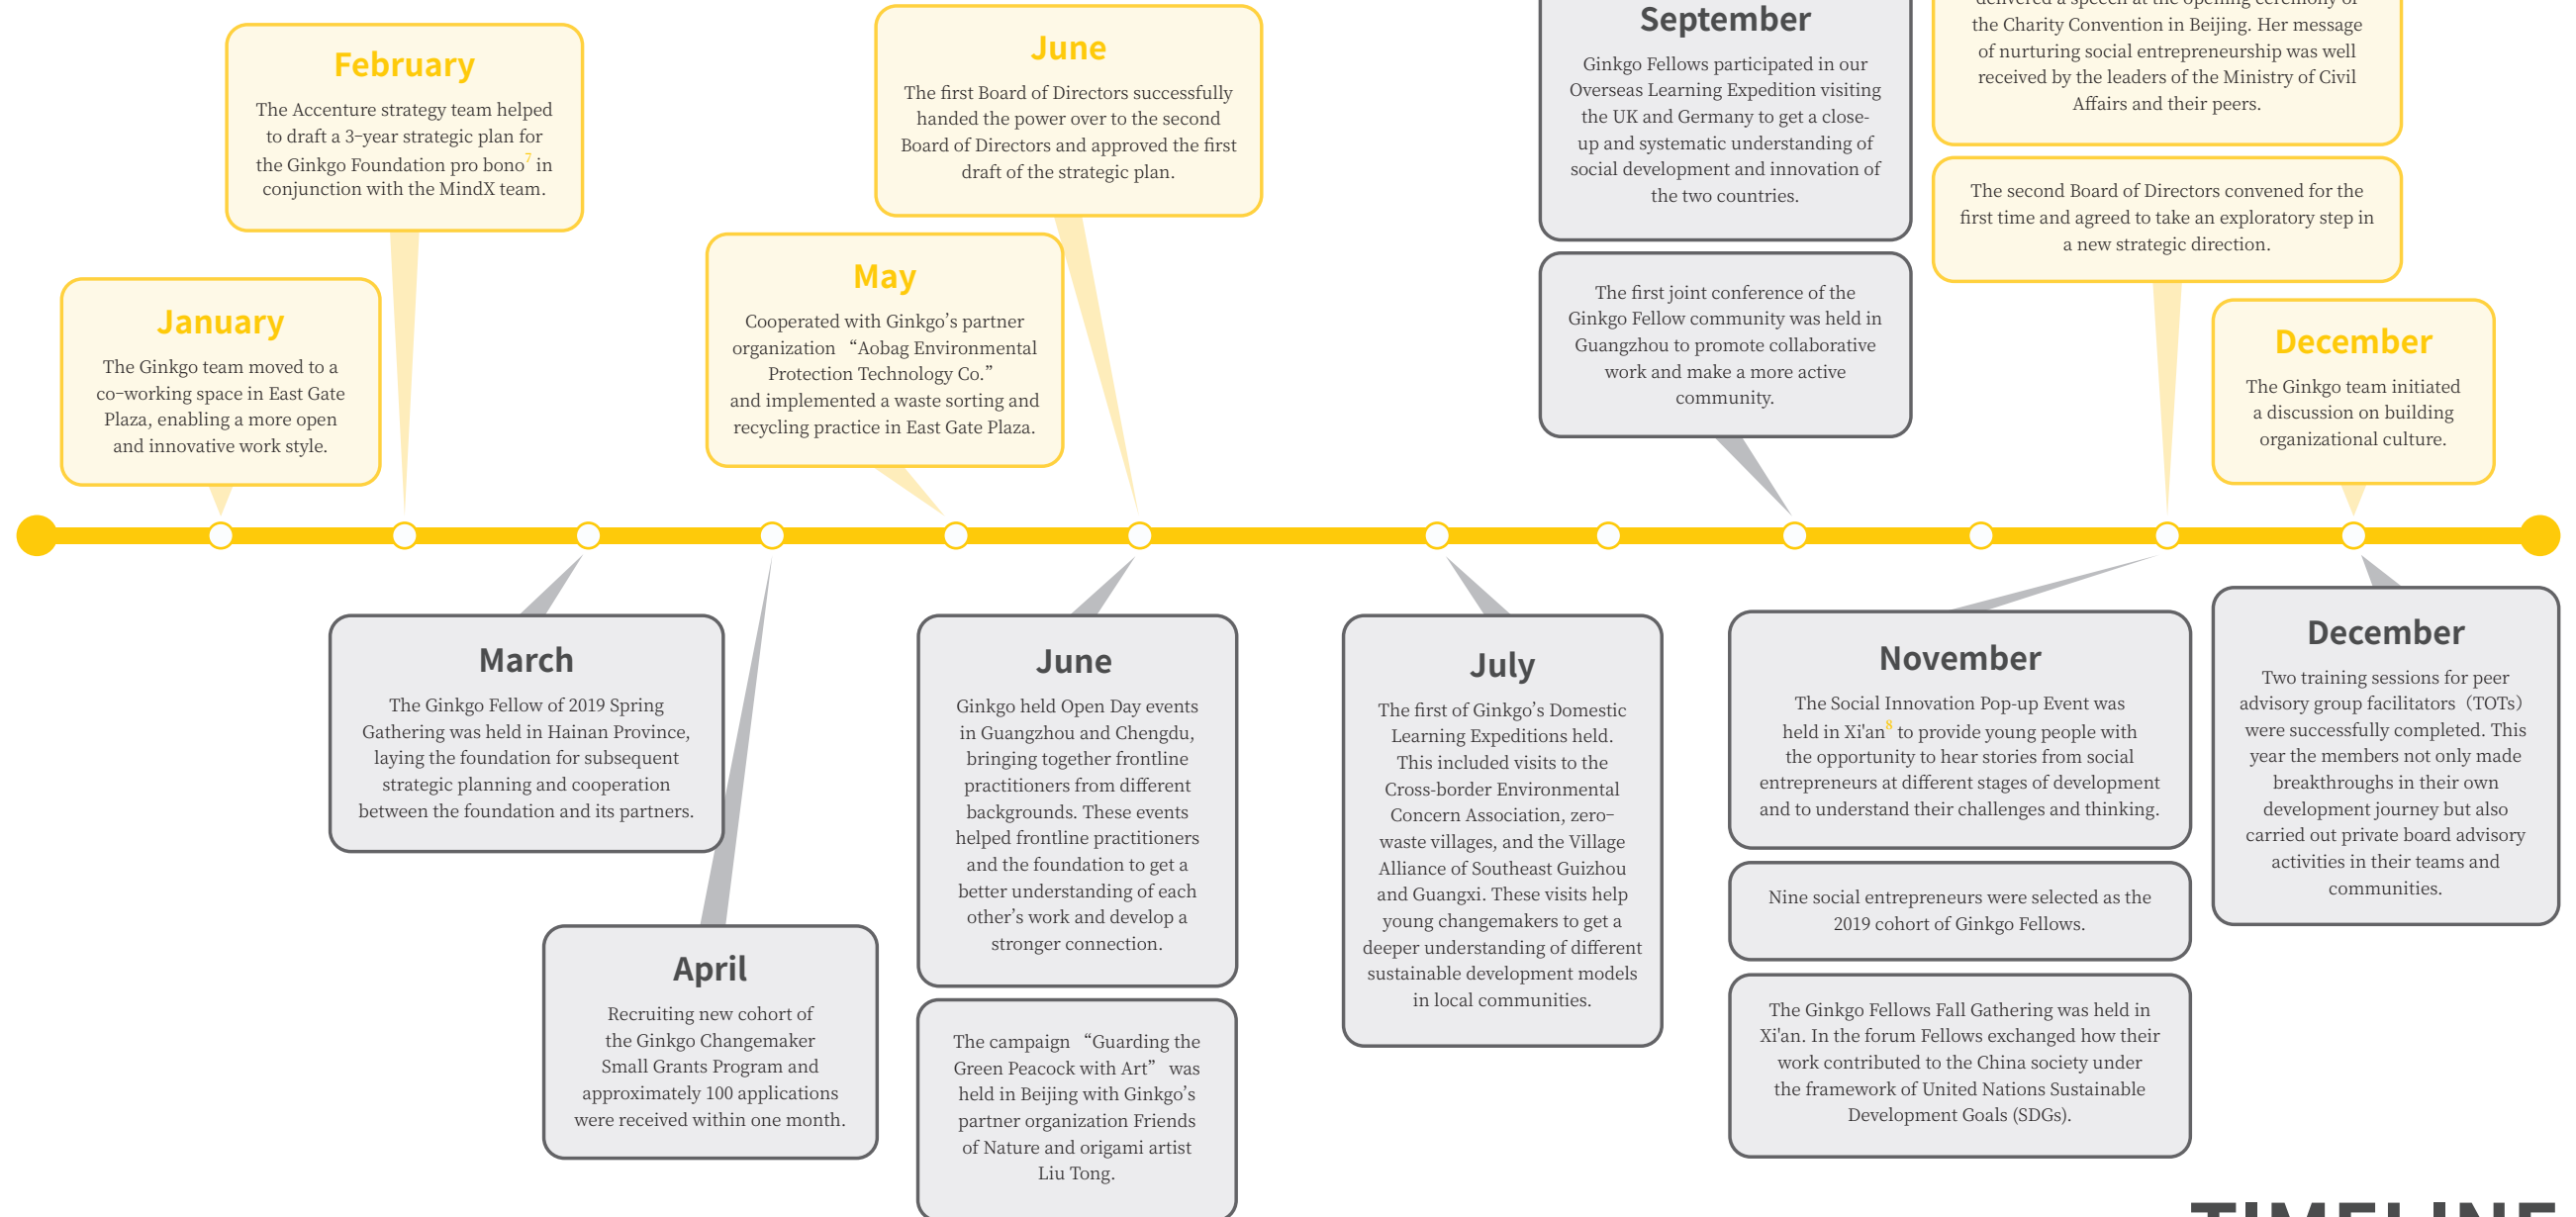 February
The Accenture strategy team helped
to draft a 3-year strategic plan for
the Ginkgo Foundation pro bono7 in
conjunction with the MindX team.
January
The Ginkgo team moved to a
co-working space in East Gate
Plaza, enabling a more open
and innovative work style.
June
The first Board of Directors successfully
handed the power over to the second
Board of Directors and approved the first
draft of the strategic plan.
May
Cooperated with Ginkgo’s partner
organization “Aobag Environmental
Protection Technology Co.”
and implemented a waste sorting and
recycling practice in East Gate Plaza.
September
Ginkgo Fellows participated in our
Overseas Learning Expedition visiting
the UK and Germany to get a close-
up and systematic understanding of
social development and innovation of
the two countries.
The first joint conference of the
Ginkgo Fellow community was held in
Guangzhou to promote collaborative
work and make a more active
community.
delivered a speech at the opening ceremony of
the Charity Convention in Beijing. Her message
of nurturing social entrepreneurship was well
received by the leaders of the Ministry of Civil
Affairs and their peers.
The second Board of Directors convened for the
first time and agreed to take an exploratory step in
a new strategic direction.
December
The Ginkgo team initiated
a discussion on building
organizational culture.
March
The Ginkgo Fellow of 2019 Spring
Gathering was held in Hainan Province,
laying the foundation for subsequent
strategic planning and cooperation
between the foundation and its partners.
April
Recruiting new cohort of
the Ginkgo Changemaker
Small Grants Program and
approximately 100 applications
were received within one month.
June
Ginkgo held Open Day events
in Guangzhou and Chengdu,
bringing together frontline
practitioners from different
backgrounds. These events
helped frontline practitioners
and the foundation to get a
better understanding of each
other’s work and develop a
stronger connection.
The campaign “Guarding the
Green Peacock with Art” was
held in Beijing with Ginkgo’s
partner organization Friends
of Nature and origami artist
Liu Tong.
July
The first of Ginkgo’s Domestic
Learning Expeditions held.
This included visits to the
Cross-border Environmental
Concern Association, zero-
waste villages, and the Village
Alliance of Southeast Guizhou
and Guangxi. These visits help
young changemakers to get a
deeper understanding of different
sustainable development models
in local communities.
November
The Social Innovation Pop-up Event was
held in Xi'an8 to provide young people with
the opportunity to hear stories from social
entrepreneurs at different stages of development
and to understand their challenges and thinking.
Nine social entrepreneurs were selected as the
2019 cohort of Ginkgo Fellows.
The Ginkgo Fellows Fall Gathering was held in
Xi'an. In the forum Fellows exchanged how their
work contributed to the China society under
the framework of United Nations Sustainable
Development Goals (SDGs).
December
Two training sessions for peer
advisory group facilitators（TOTs）
were successfully completed. This
year the members not only made
breakthroughs in their own
development journey but also
carried out private board advisory
activities in their teams and
communities.
TIMELINE